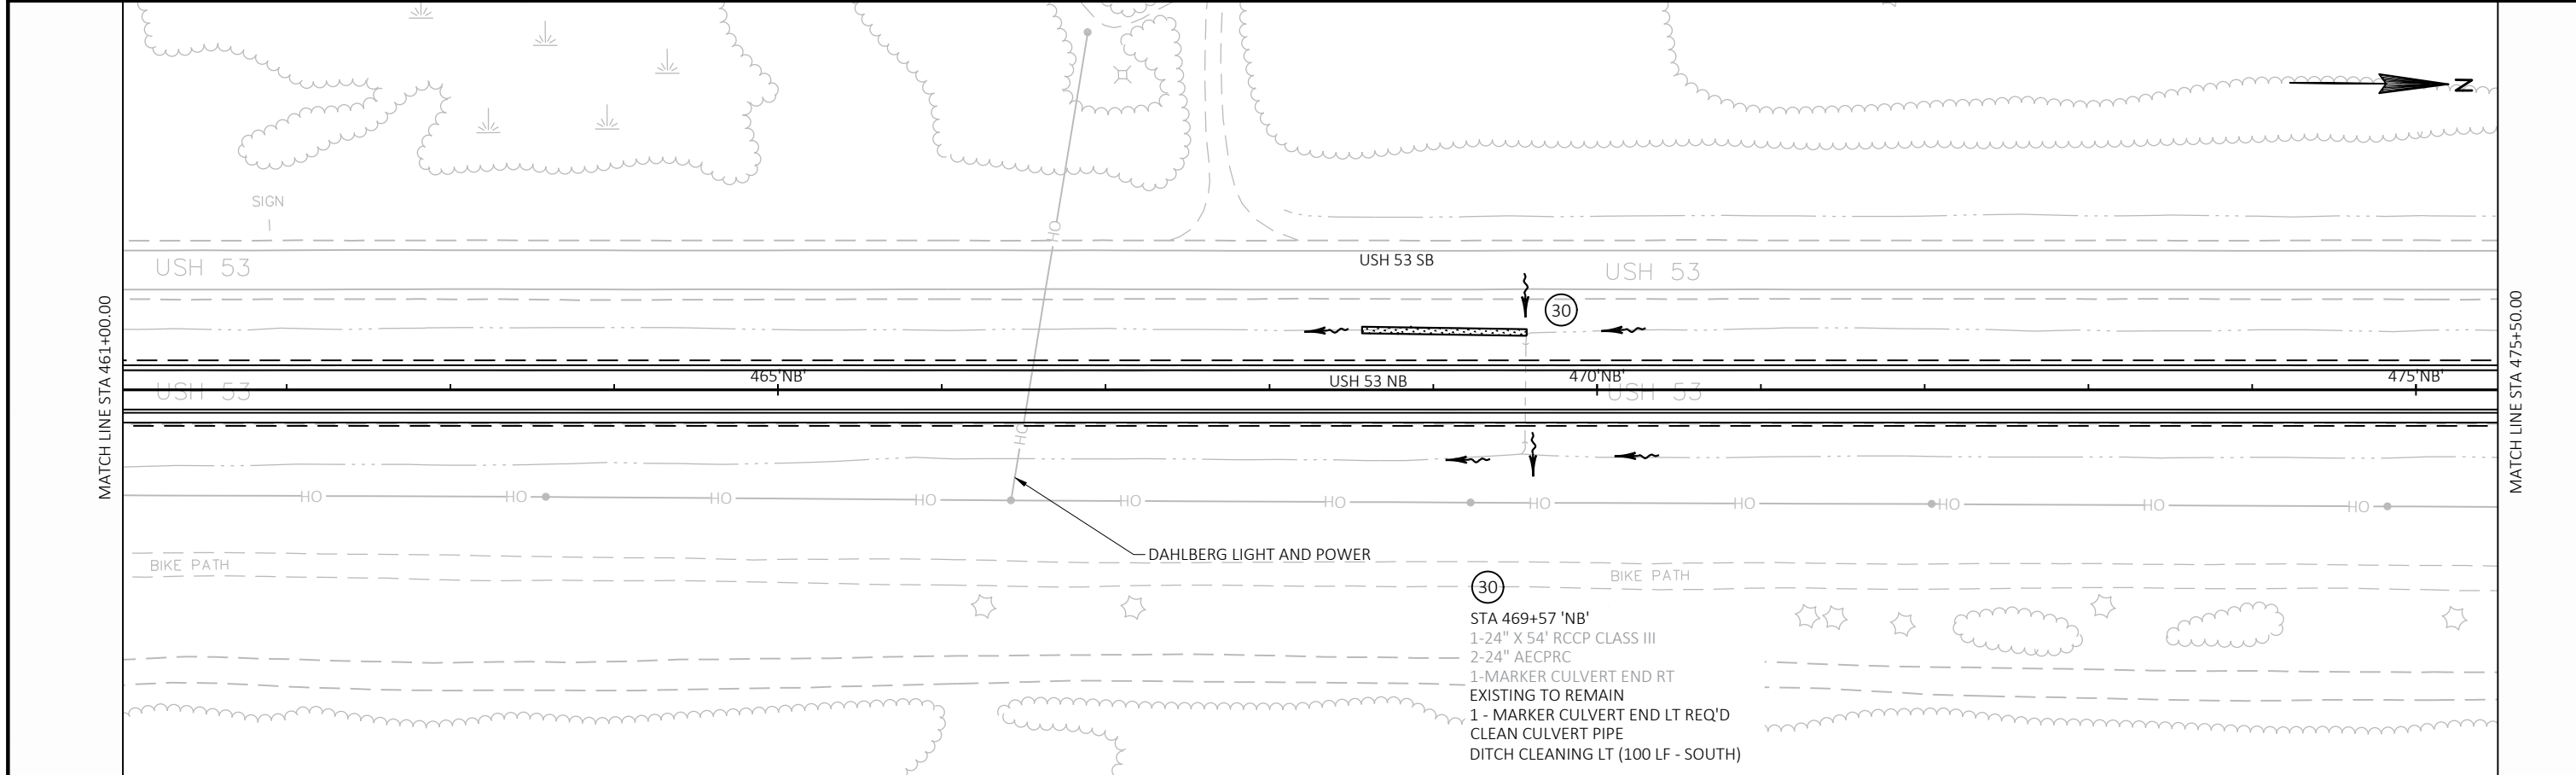 N
SIGN
HO
USH 53
USH 53 SB
USH 53
30
MATCH LINE STA 461+00.00
MATCH LINE STA 475+50.00
465'NB'
USH 53 NB
470'NB'
475'NB'
USH 53
USH 53
HO
HO HO HO HO HO HO HO HO HO HO HO
DAHLBERG LIGHT AND POWER
BIKE PATH
BIKE PATH
30
STA 469+57 'NB'
1-24" X 54' RCCP CLASS III
2-24" AECPRC
1-MARKER CULVERT END RT
EXISTING TO REMAIN
1 - MARKER CULVERT END LT REQ'D
CLEAN CULVERT PIPE
DITCH CLEANING LT (100 LF - SOUTH)